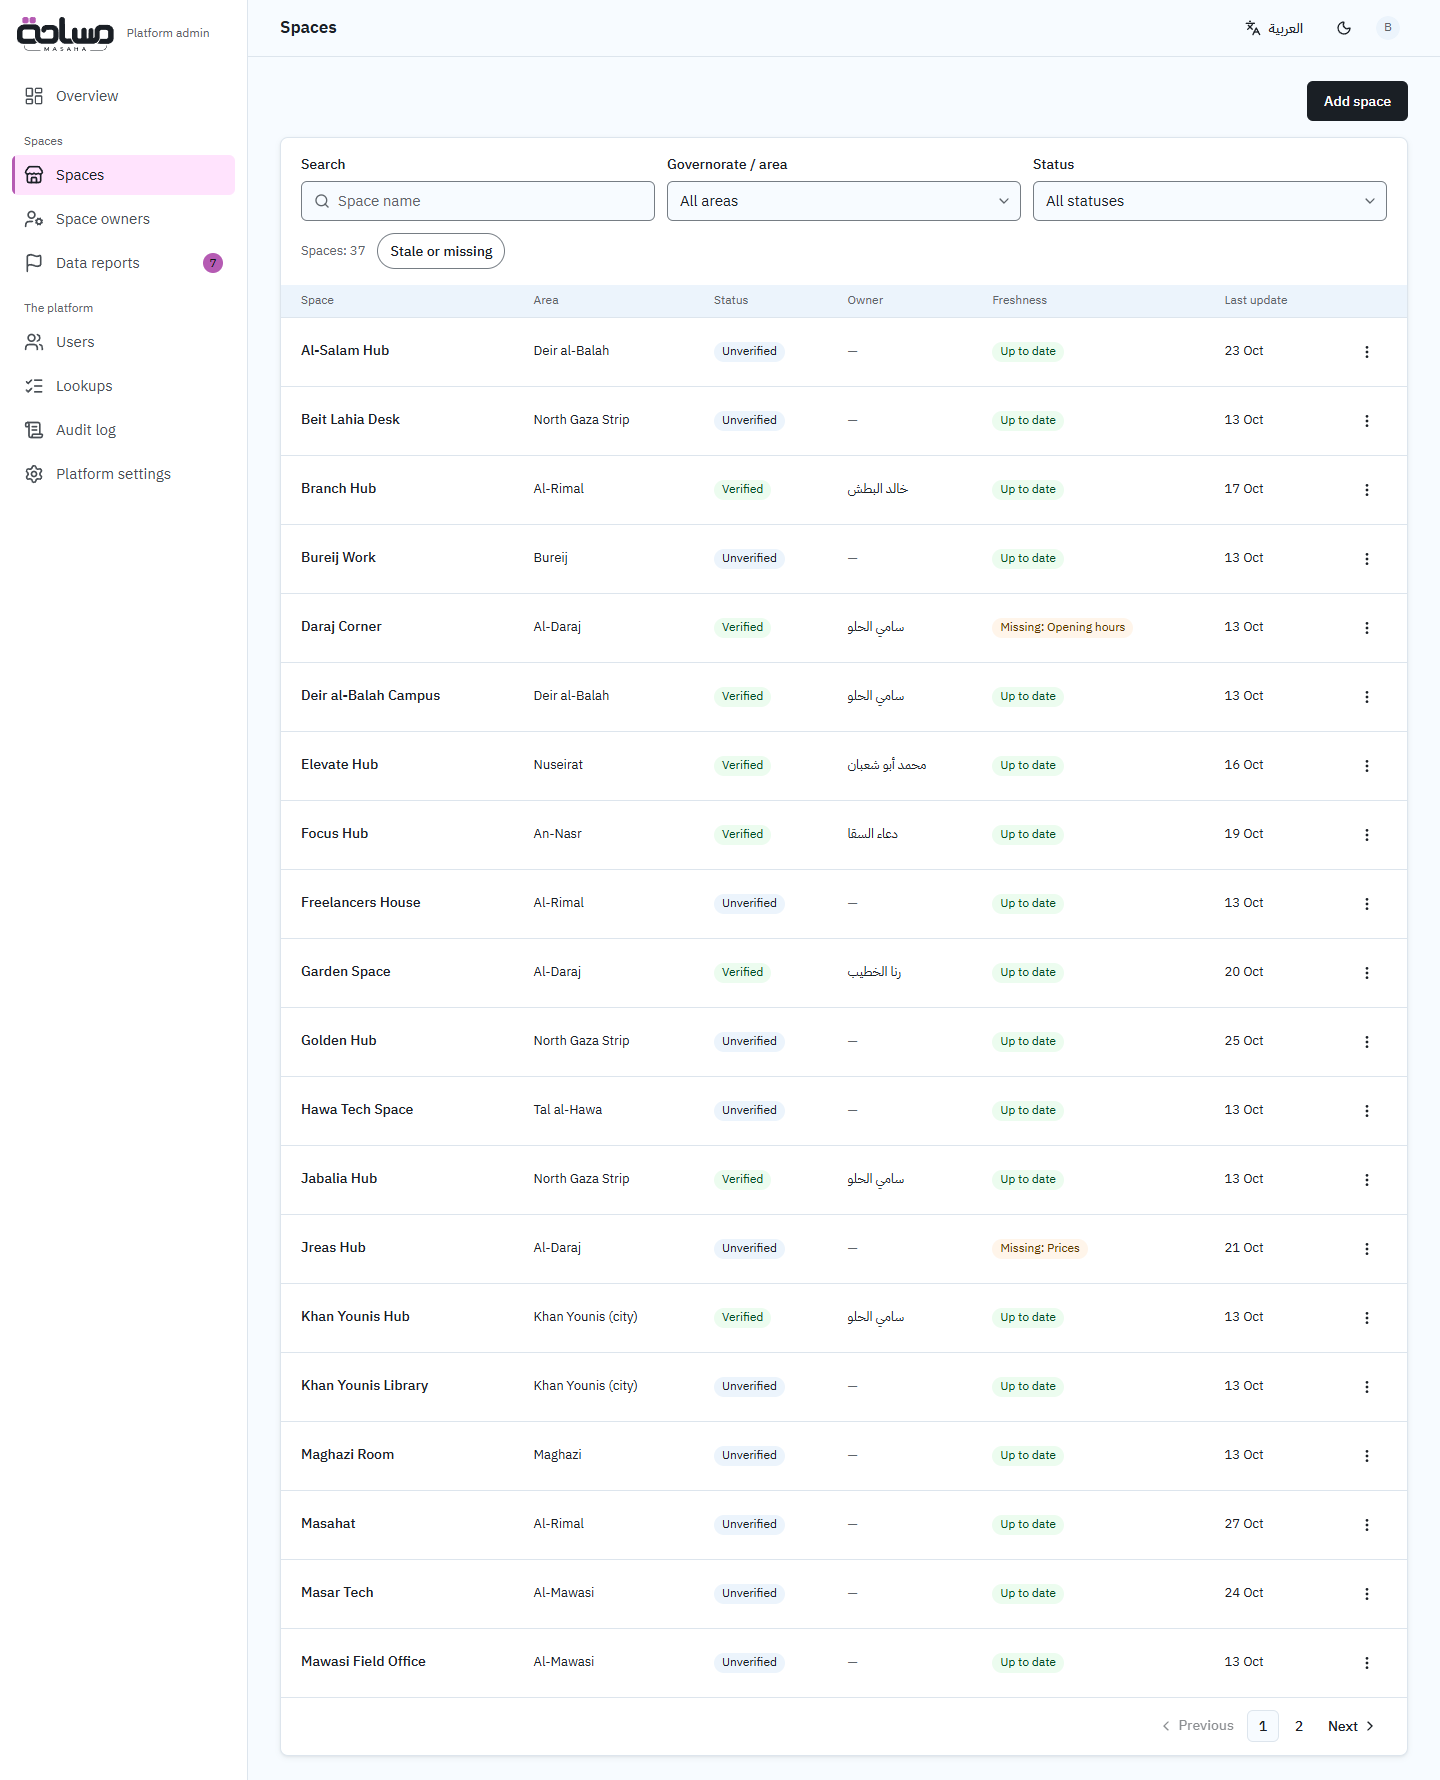 مساحة
MASAHA
Platform admin
Overview
Spaces
Spaces
Space owners
Data reports 7
The platform
Users
Lookups
Audit log
Platform settings
Spaces
العربية
B
Add space
Search Governorate / area Status
Space name All areas All statuses
Spaces: 37 Stale or missing
Space Area Status Owner Freshness Last update
Al-Salam Hub Deir al-Balah Unverified — Up to date 23 Oct
Beit Lahia Desk North Gaza Strip Unverified — Up to date 13 Oct
Branch Hub Al-Rimal Verified خالد البطش Up to date 17 Oct
Bureij Work Bureij Unverified — Up to date 13 Oct
Daraj Corner Al-Daraj Verified سامي الحلو Missing: Opening hours 13 Oct
Deir al-Balah Campus Deir al-Balah Verified سامي الحلو Up to date 13 Oct
Elevate Hub Nuseirat Verified محمد أبو شعبان Up to date 16 Oct
Focus Hub An-Nasr Verified دعاء السقا Up to date 19 Oct
Freelancers House Al-Rimal Unverified — Up to date 13 Oct
Garden Space Al-Daraj Verified رنا الخطيب Up to date 20 Oct
Golden Hub North Gaza Strip Unverified — Up to date 25 Oct
Hawa Tech Space Tal al-Hawa Unverified — Up to date 13 Oct
Jabalia Hub North Gaza Strip Verified سامي الحلو Up to date 13 Oct
Jreas Hub Al-Daraj Unverified — Missing: Prices 21 Oct
Khan Younis Hub Khan Younis (city) Verified سامي الحلو Up to date 13 Oct
Khan Younis Library Khan Younis (city) Unverified — Up to date 13 Oct
Maghazi Room Maghazi Unverified — Up to date 13 Oct
Masahat Al-Rimal Unverified — Up to date 27 Oct
Masar Tech Al-Mawasi Unverified — Up to date 24 Oct
Mawasi Field Office Al-Mawasi Unverified — Up to date 13 Oct
Previous 1 2 Next